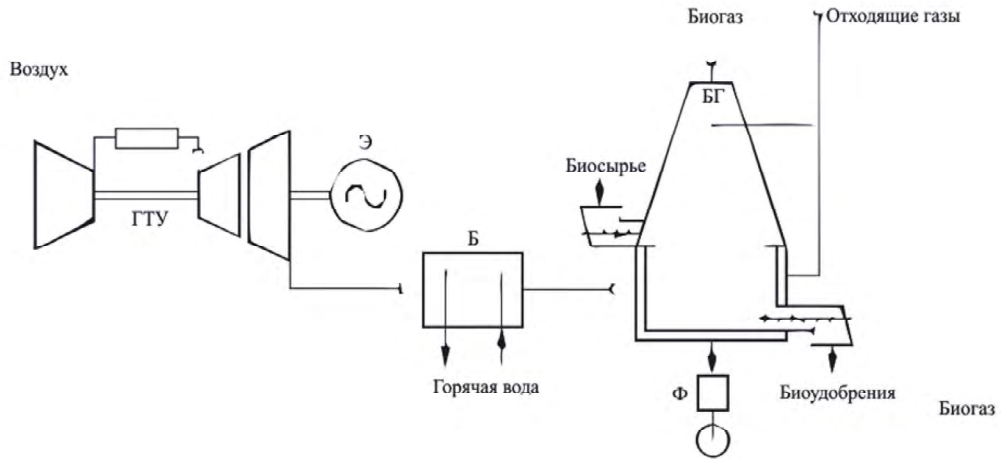 Биогаз
Отходящие газы
Воздух
БГ
Э
Биосырье
ГТУ
Б
Горячая вода
Ф
Биоудобрения
Биогаз